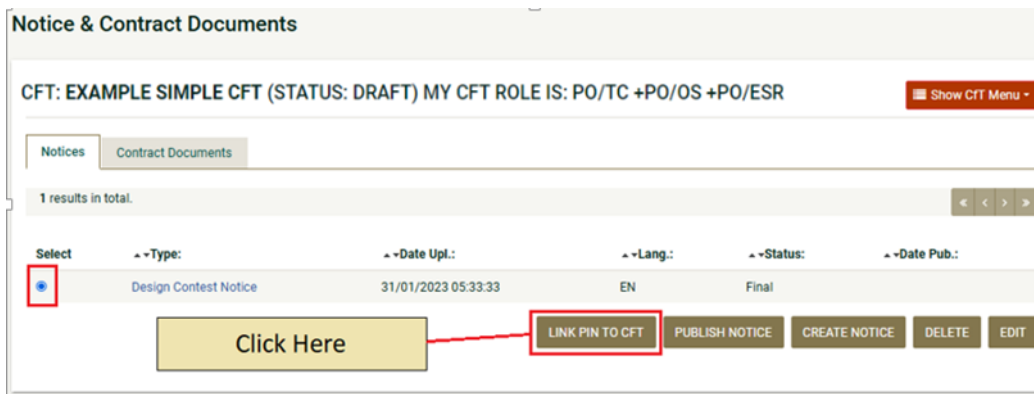 Notice & Contract Documents
CFT: EXAMPLE SIMPLE CFT (STATUS: DRAFT) MY CFT ROLE IS: PO/TC +PO/OS +PO/ESR
Show CfT Menu
Notices Contract Documents
1 results in total.
« < > »
Select Type: Date Upl.: Lang.: Status: Date Pub.:
Design Contest Notice 31/01/2023 05:33:33 EN Final
Click Here
LINK PIN TO CFT PUBLISH NOTICE CREATE NOTICE DELETE EDIT